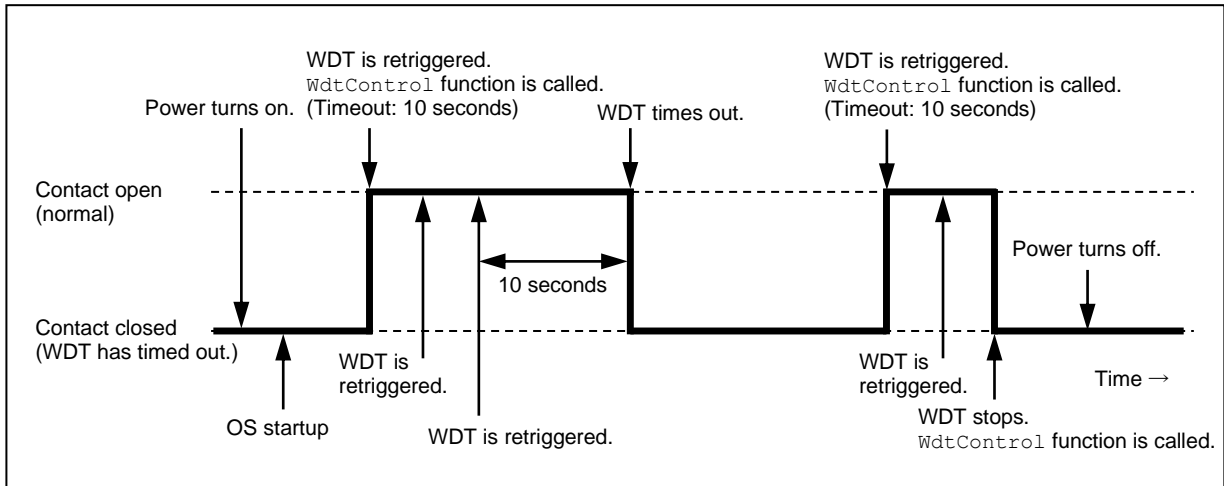 WDT is retriggered.
WdtControl function is called.
(Timeout: 10 seconds)
WDT is retriggered.
WdtControl function is called.
(Timeout: 10 seconds)
Power turns on.
WDT times out.
Contact open
(normal)
Power turns off.
10 seconds
Contact closed
(WDT has timed out.)
WDT is
retriggered.
WDT is
retriggered.
Time →
OS startup
WDT is retriggered.
WDT stops.
WdtControl function is called.